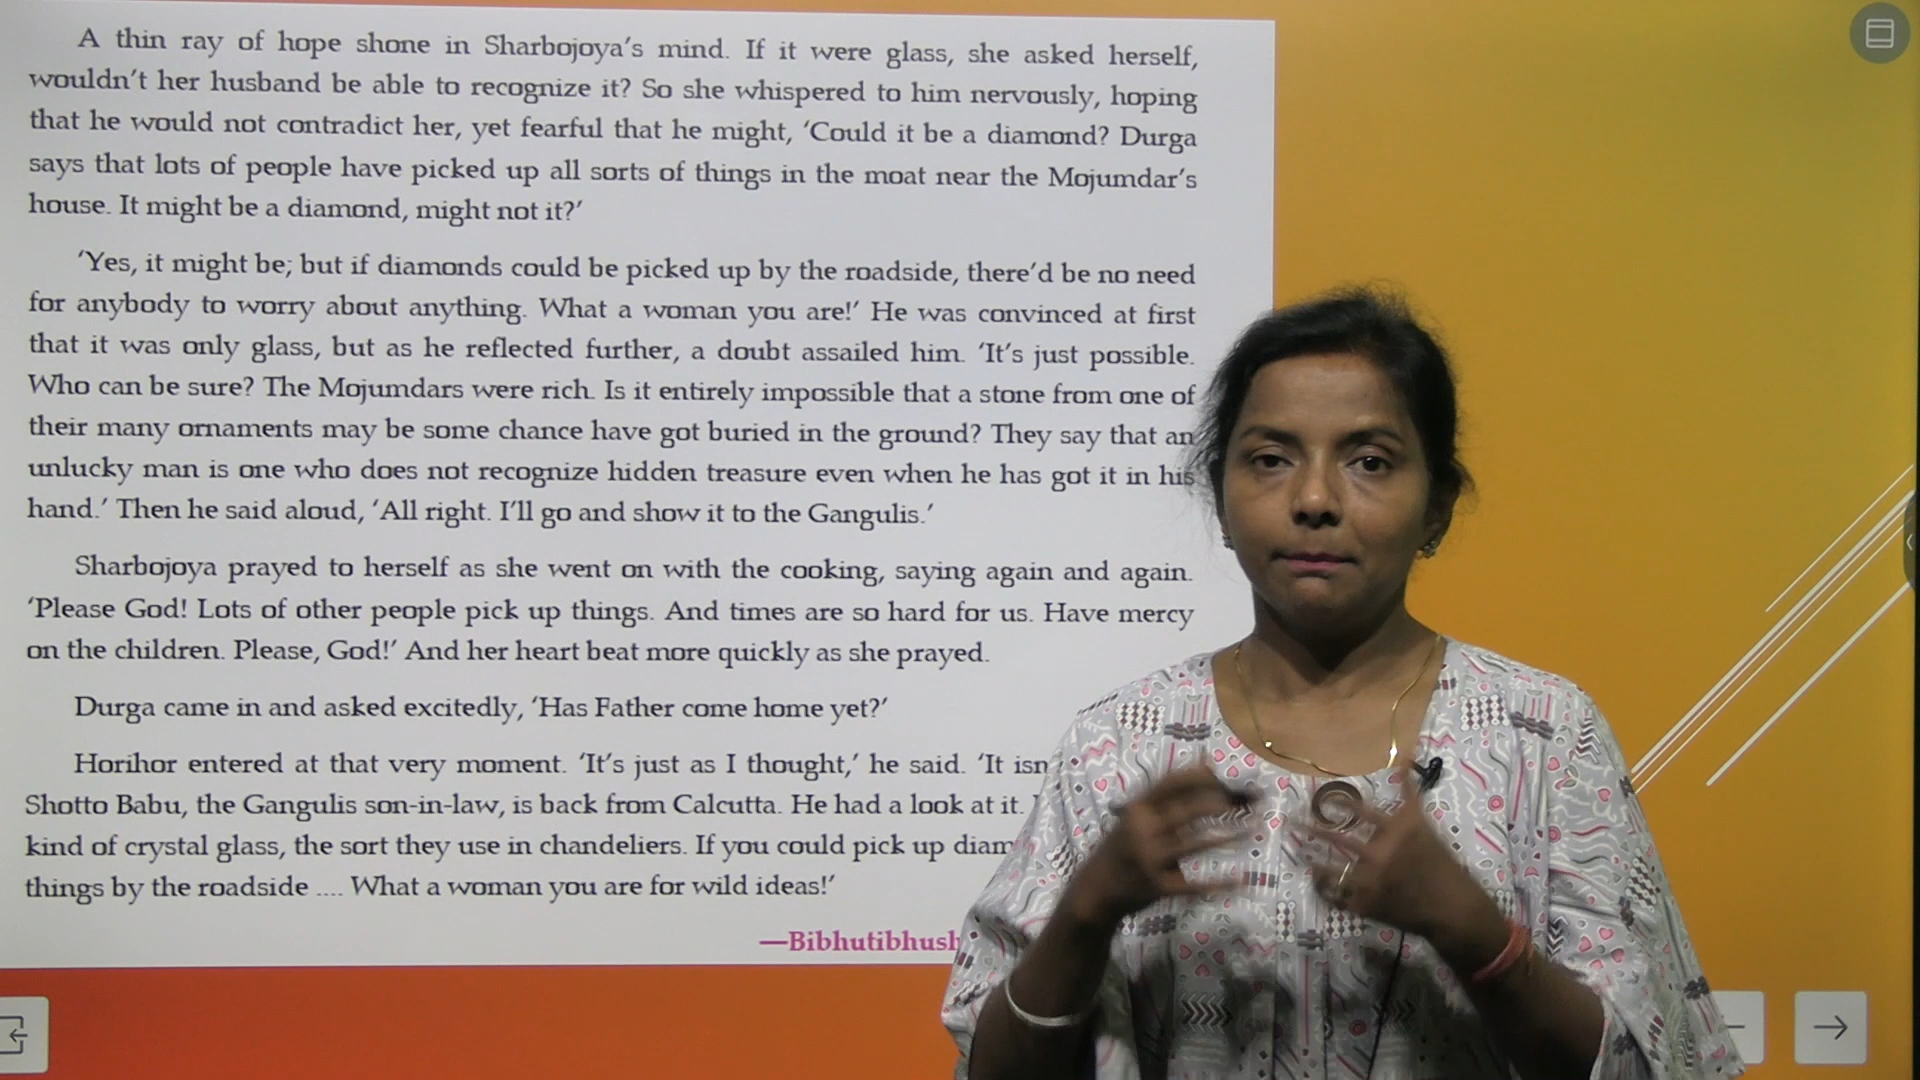 A thin ray of hope shone in Sharbojoya's mind. If it were glass, she asked herself,
wouldn't her husband be able to recognize it? So she whispered to him nervously, hoping
that he would not contradict her, yet fearful that he might, 'Could it be a diamond? Durga
says that lots of people have picked up all sorts of things in the moat near the Mojumdar's
house. It might be a diamond, might not it?'
'Yes, it might be; but if diamonds could be picked up by the roadside, there'd be no need
for anybody to worry about anything. What a woman you are!' He was convinced at first
that it was only glass, but as he reflected further, a doubt assailed him. 'It's just possible.
Who can be sure? The Mojumdars were rich. Is it entirely impossible that a stone from one of
their many ornaments may be some chance have got buried in the ground? They say that an
unlucky man is one who does not recognize hidden treasure even when he has got it in his
hand.' Then he said aloud, 'All right. I'll go and show it to the Gangulis.'
Sharbojoya prayed to herself as she went on with the cooking, saying again and again.
'Please God! Lots of other people pick up things. And times are so hard for us. Have mercy
on the children. Please, God!' And her heart beat more quickly as she prayed.
Durga came in and asked excitedly, 'Has Father come home yet?'
Horihor entered at that very moment. 'It's just as I thought,' he said. 'It
Shotto Babu, the Gangulis son-in-law, is back from Calcutta. He had a look at it.
kind of crystal glass, the sort they use in chandeliers. If you could pick up
things by the roadside .... What a woman you are for wild ideas!'